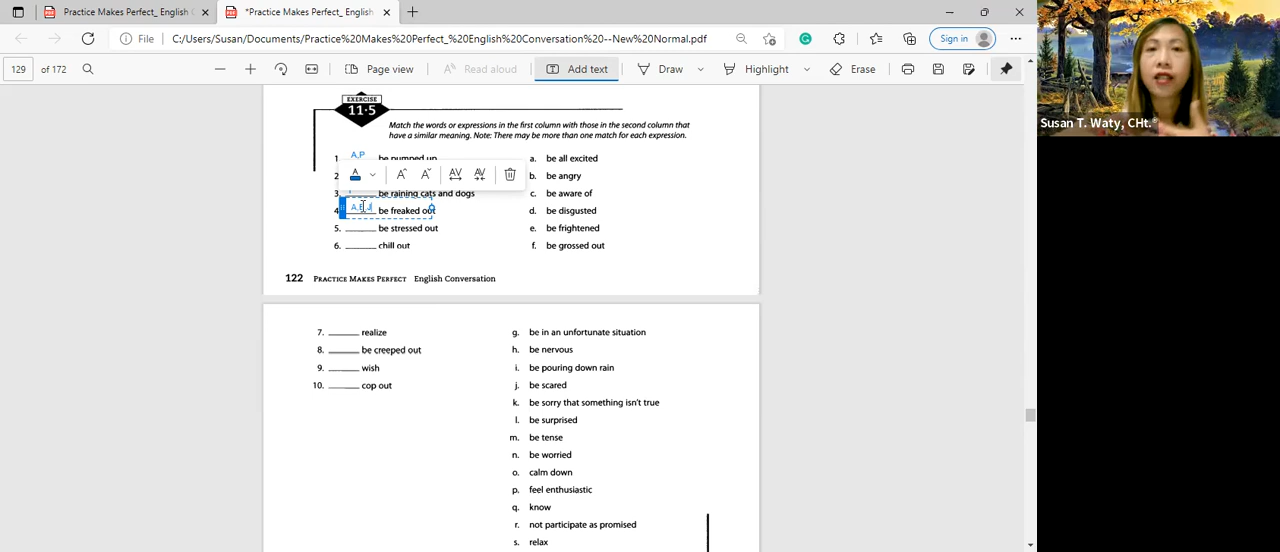 Practice Makes Perfect_ English C
*Practice Makes Perfect_ English
File
C:/Users/Susan/Documents/Practice%20Makes%20Perfect_%20English%20Conversation%20--New%20Normal.pdf
Sign in
129 of 172
Page view
Read aloud
Add text
Draw
Highlight
Erase
EXERCISE
11·5
Match the words or expressions in the first column with those in the second column that
have a similar meaning. Note: There may be more than one match for each expression.
1 A,P be pumped up
2
3 be raining cats and dogs
4 A,E,J be freaked out
5. be stressed out
6. chill out
a. be all excited
b. be angry
c. be aware of
d. be disgusted
e. be frightened
f. be grossed out
122 PRACTICE MAKES PERFECT English Conversation
7. realize
8. be creeped out
9. wish
10. cop out
g. be in an unfortunate situation
h. be nervous
i. be pouring down rain
j. be scared
k. be sorry that something isn't true
l. be surprised
m. be tense
n. be worried
o. calm down
p. feel enthusiastic
q. know
r. not participate as promised
s. relax
Susan T. Waty, CHt.®